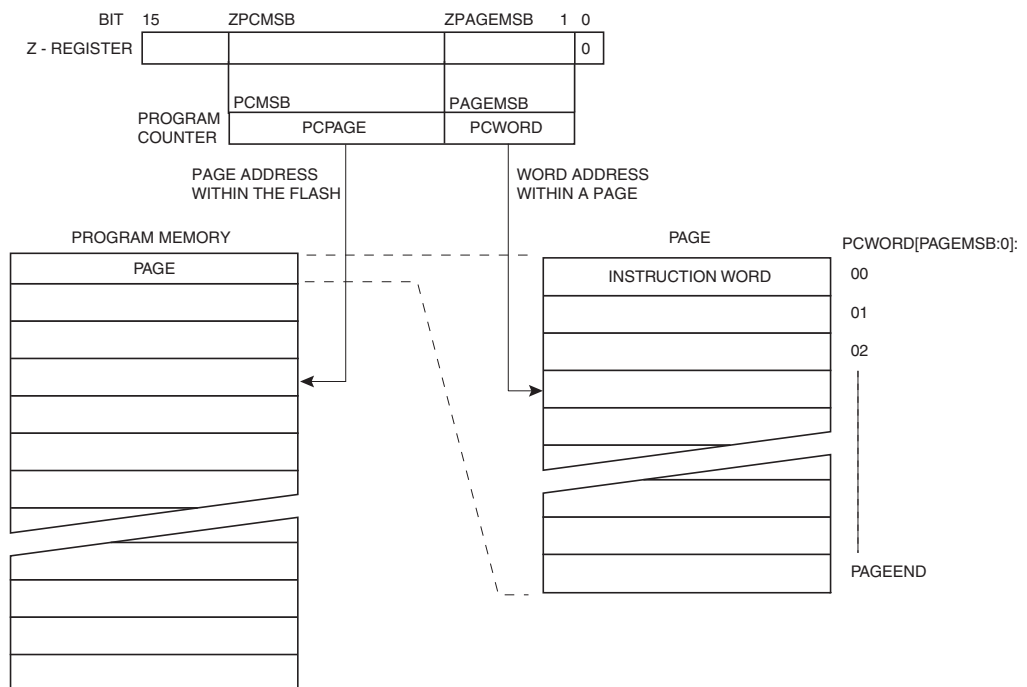 BIT 15 ZPCMSB ZPAGEMSB 1 0
Z - REGISTER 0
PCMSB PAGEMSB
PROGRAM
COUNTER
PCPAGE PCWORD
PAGE ADDRESS
WITHIN THE FLASH
WORD ADDRESS
WITHIN A PAGE
PROGRAM MEMORY
PAGE
PAGE
PCWORD[PAGEMSB:0]:
INSTRUCTION WORD 00
01
02
PAGEEND